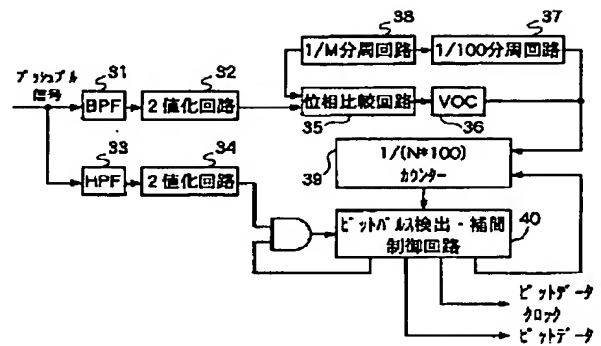 38
37
1/M分周回路
1/100分周回路
プッシュプル
信号
31
32
BPF
2値化回路
位相比較回路
VOC
35
36
33
34
HPF
2値化回路
39
1/(N*100)
カウンター
ピットパルス検出・補間
制御回路
40
ピットデータ
クロック
ピットデータ